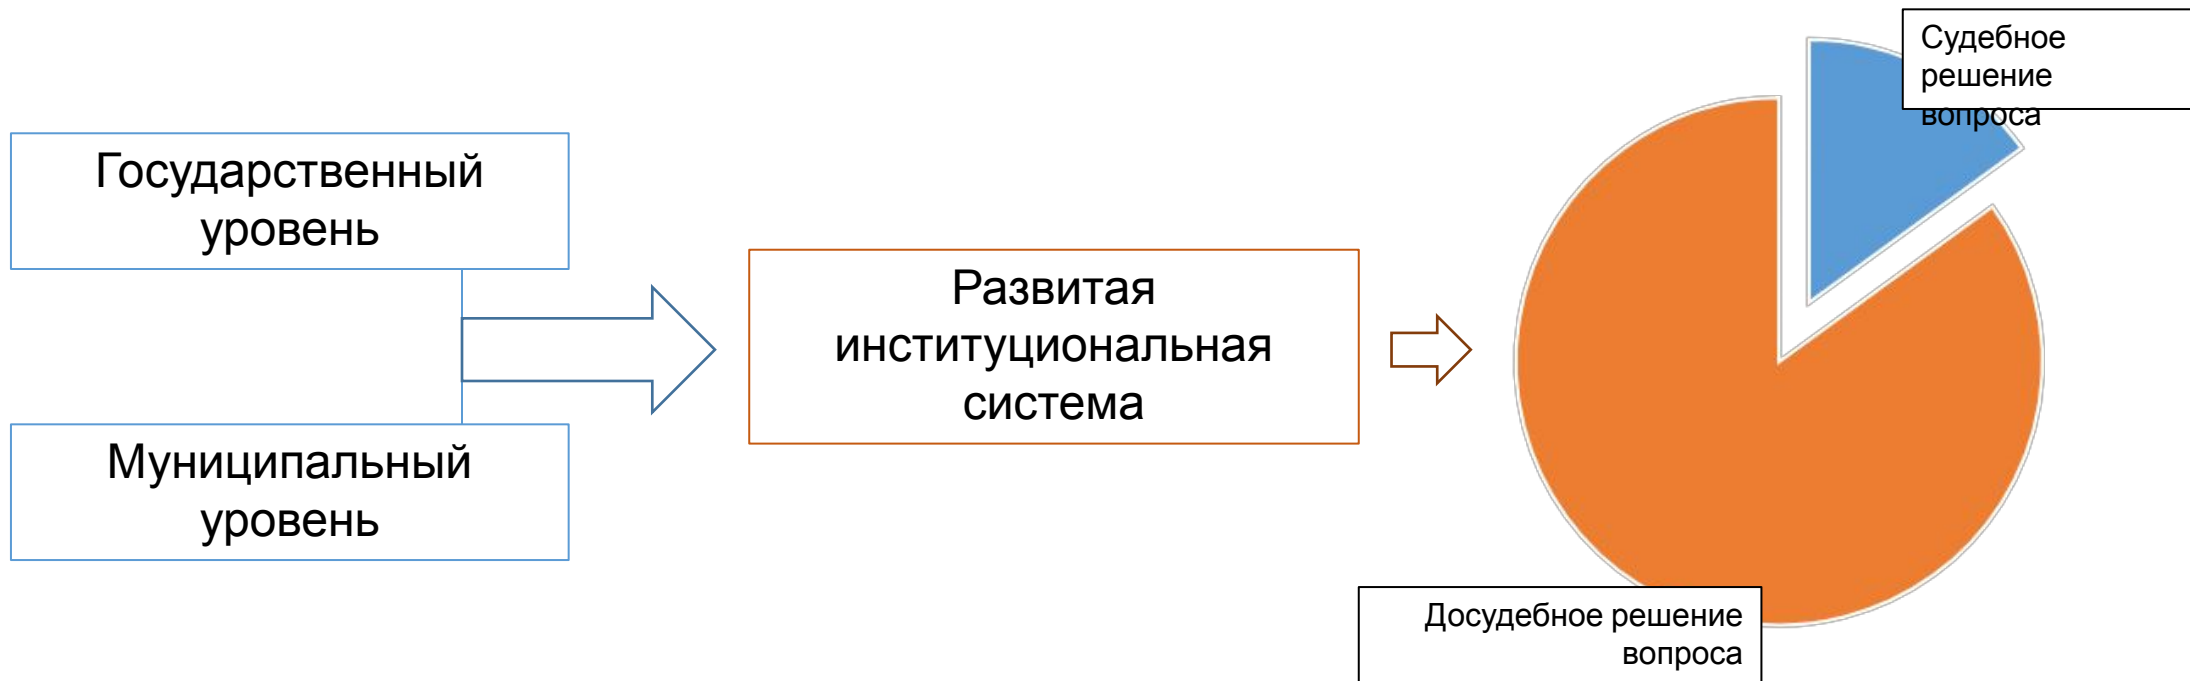 Государственный
уровень
Муниципальный
уровень
Развитая
институциональная
система
Судебное
решение
вопроса
Досудебное решение
вопроса